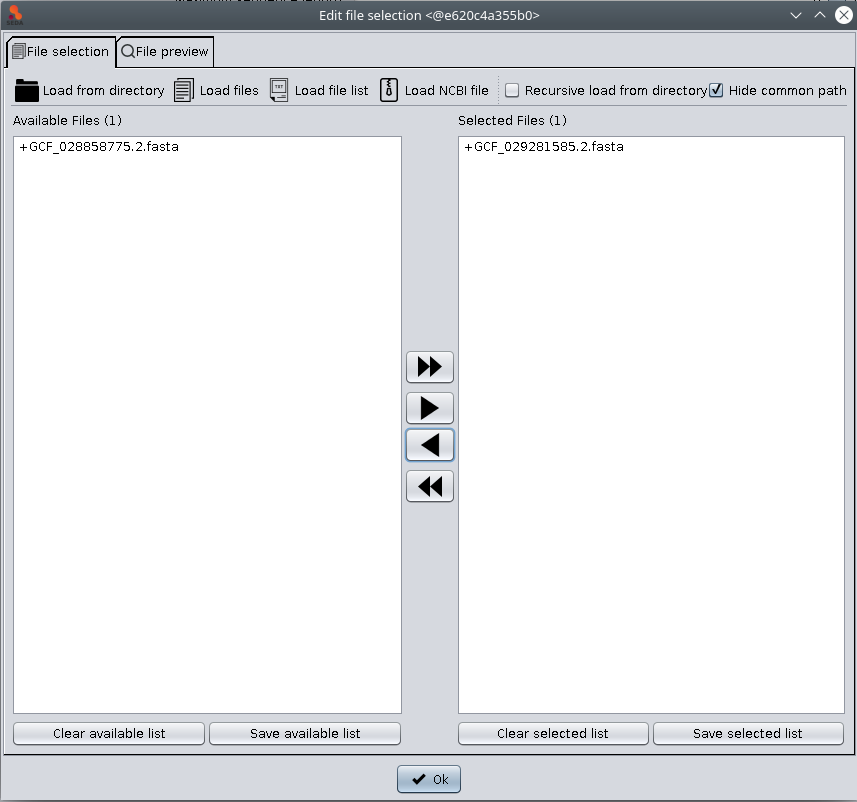 Edit file selection <@e620c4a355b0>
SEDA
File selection File preview
Load from directory Load files TXT Load file list Load NCBI file Recursive load from directory Hide common path
Available Files (1) Selected Files (1)
+GCF_028858775.2.fasta +GCF_029281585.2.fasta
Clear available list Save available list Clear selected list Save selected list
Ok